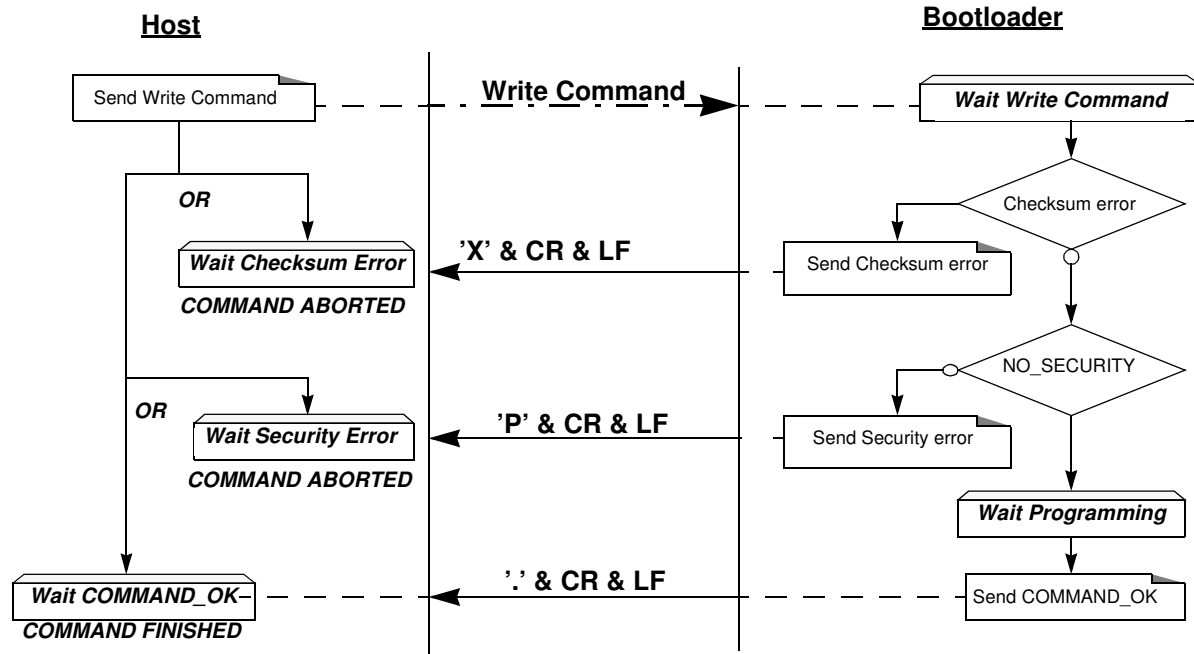 Host
Bootloader
Send Write Command
Write Command
Wait Write Command
OR
Checksum error
Wait Checksum Error
'X' & CR & LF
Send Checksum error
COMMAND ABORTED
NO_SECURITY
OR
Wait Security Error
'P' & CR & LF
Send Security error
COMMAND ABORTED
Wait Programming
Wait COMMAND_OK
'.' & CR & LF
Send COMMAND_OK
COMMAND FINISHED